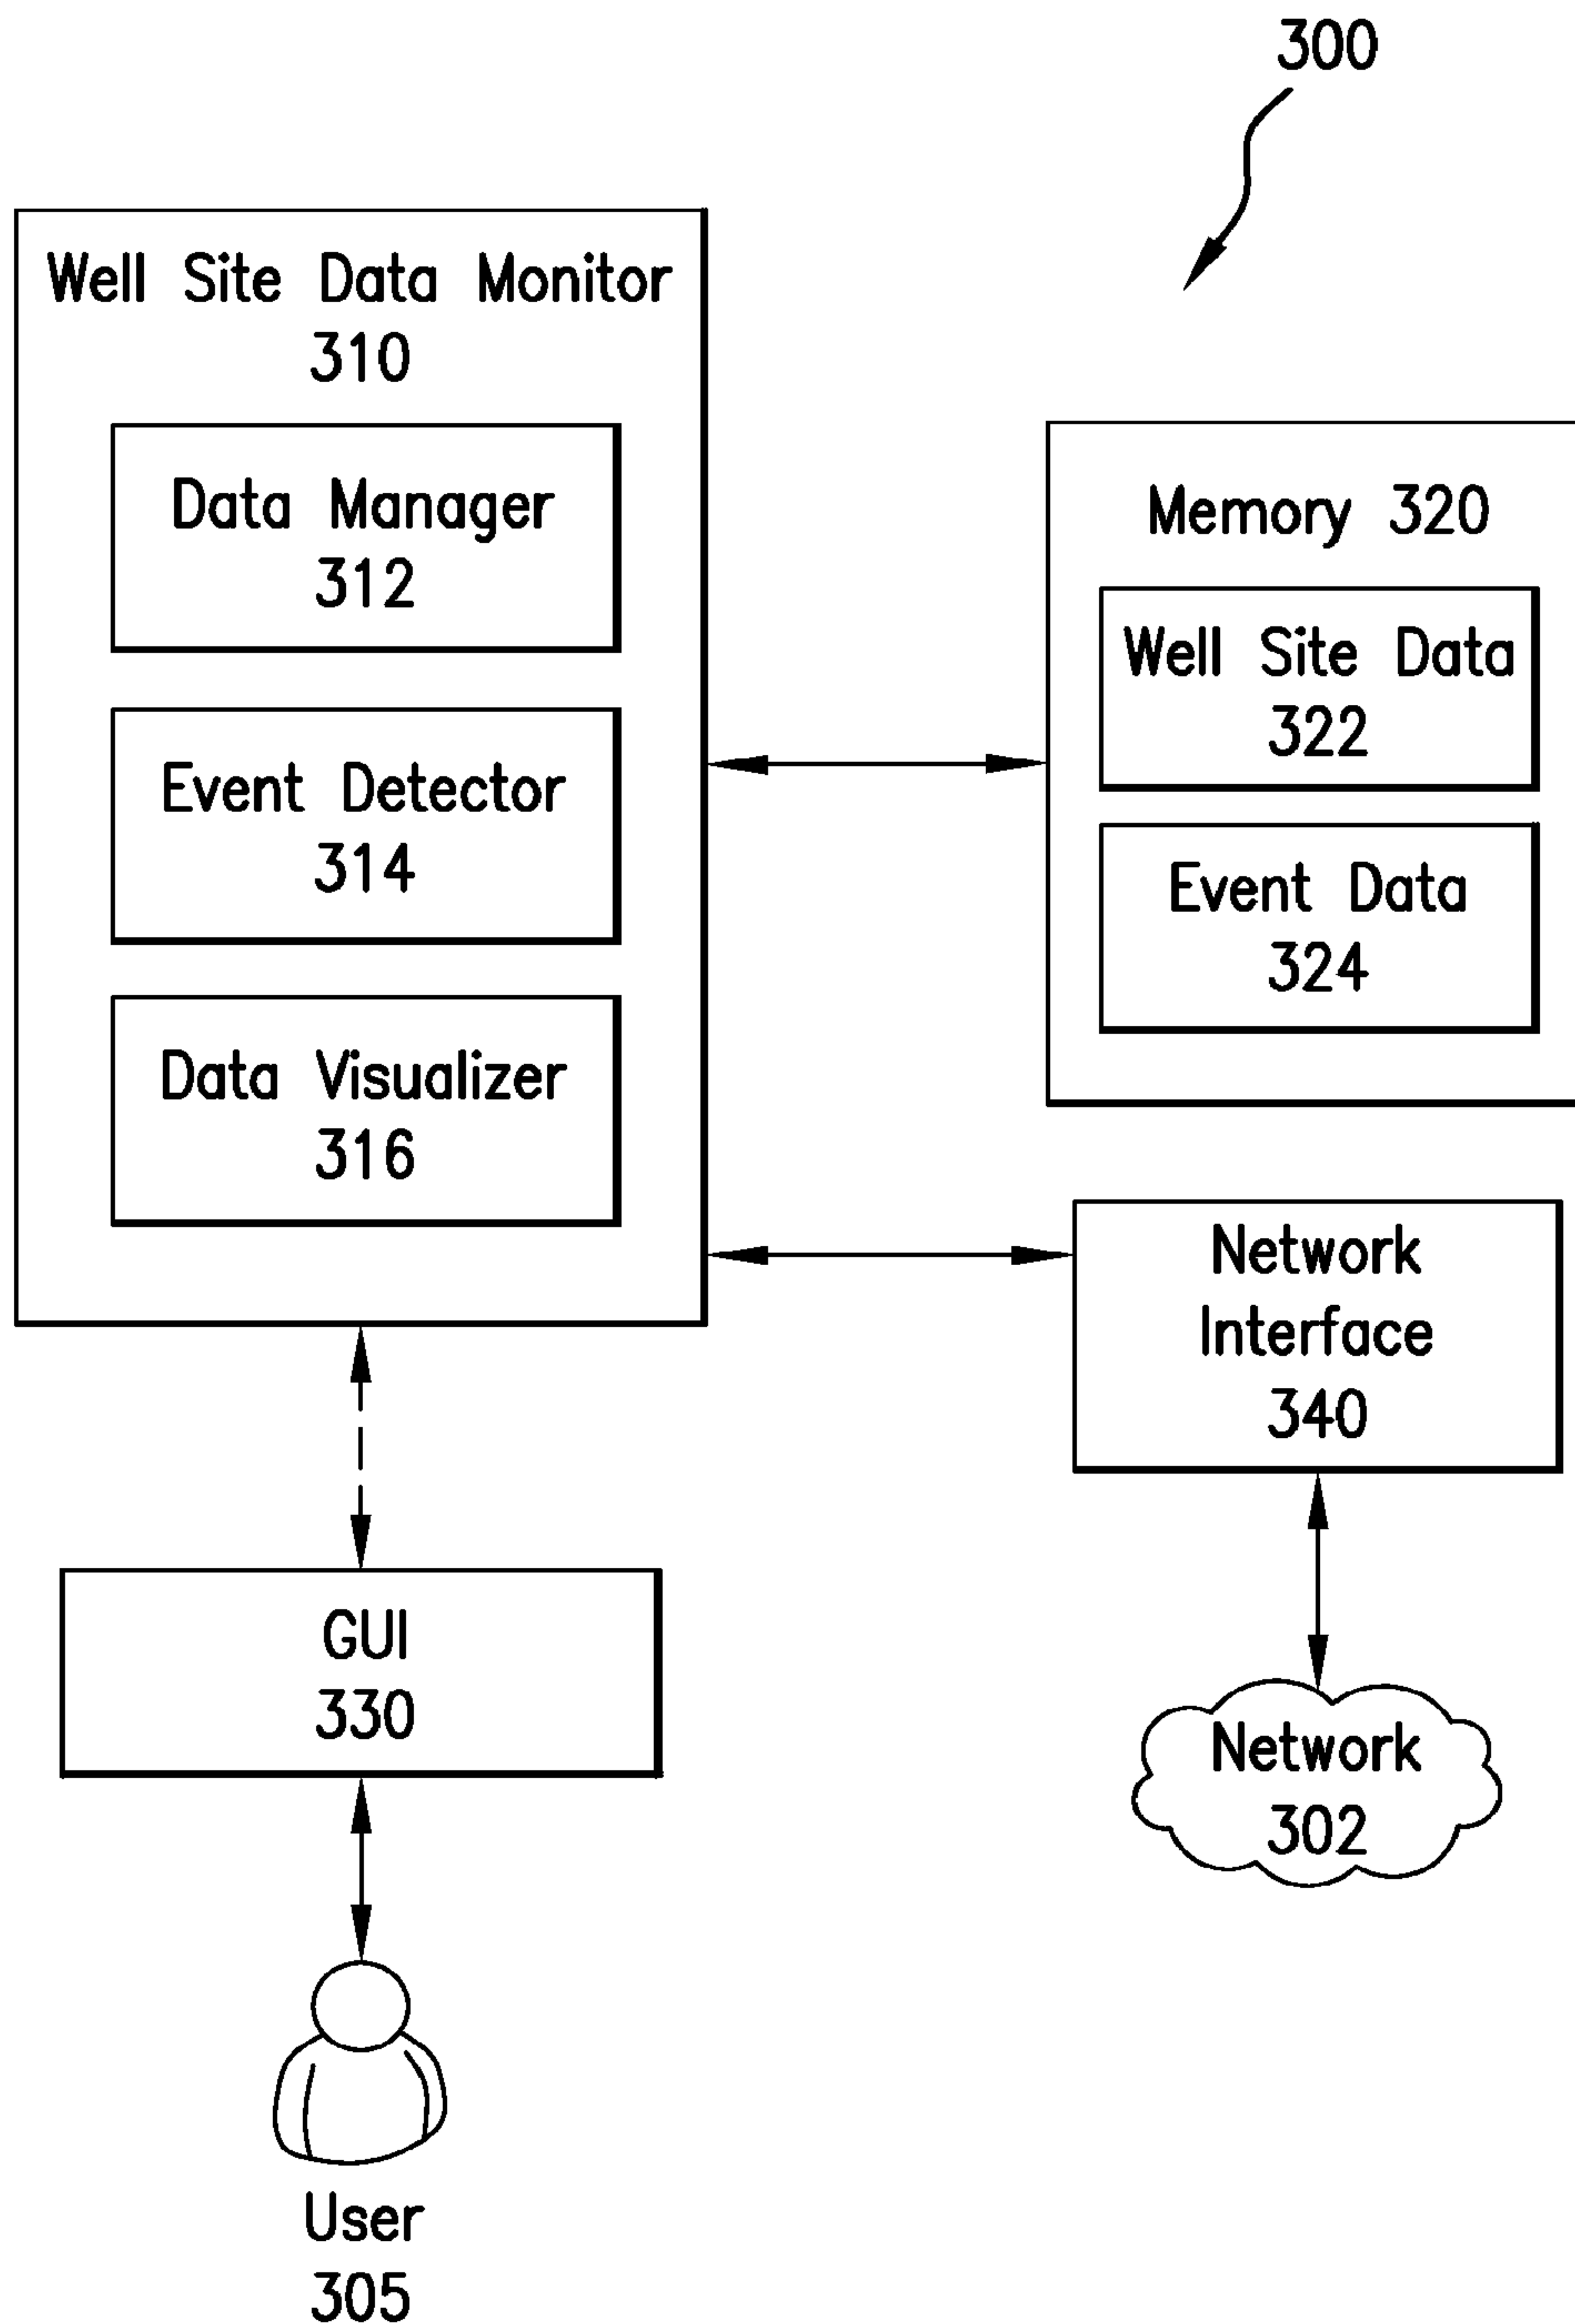 300
Well Site Data Monitor
310
Data Manager
312
Event Detector
314
Data Visualizer
316
Memory 320
Well Site Data
322
Event Data
324
Network
Interface
340
GUI
330
Network
302
User
305